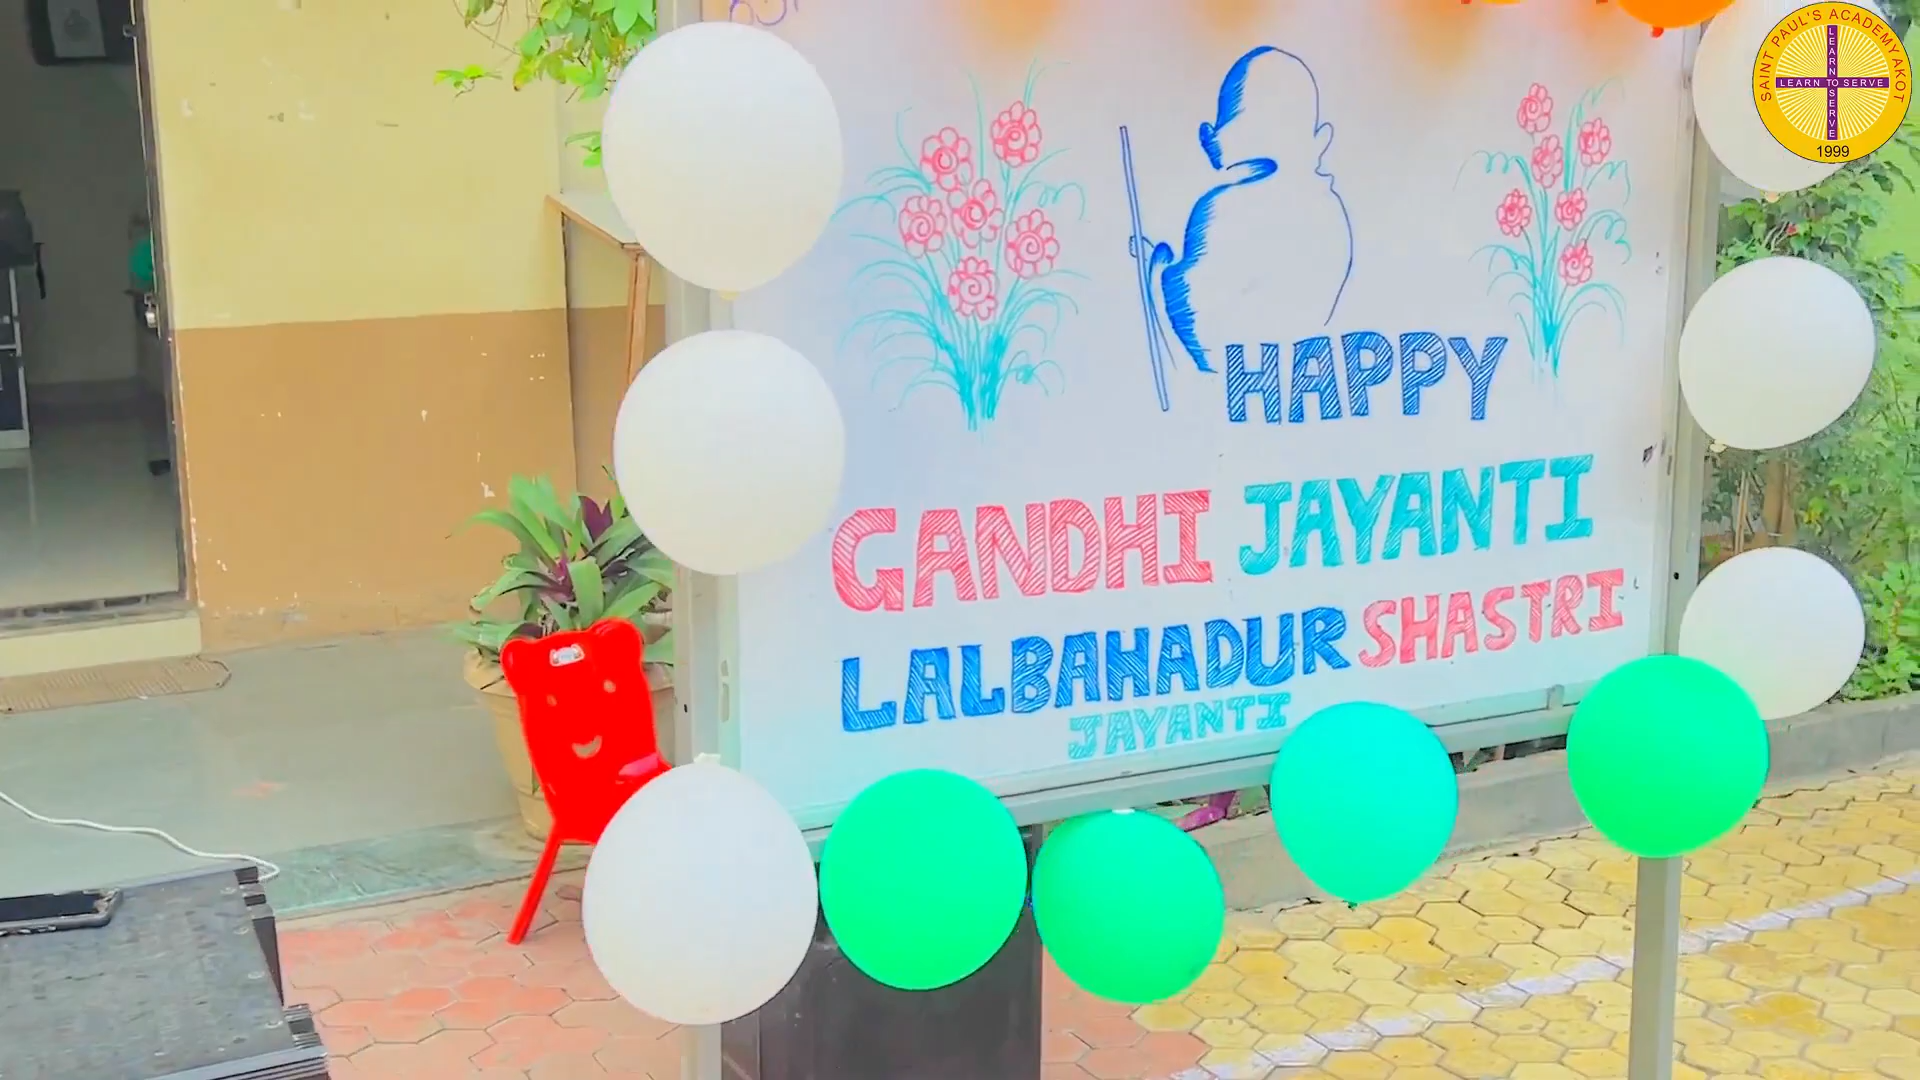 HAPPY
GANDHI JAYANTI
LALBAHADUR SHASTRI
JAYANTI
SAINT PAUL'S ACADEMY AKOT
LEARN TO SERVE
LEARN TO SERVE
1999